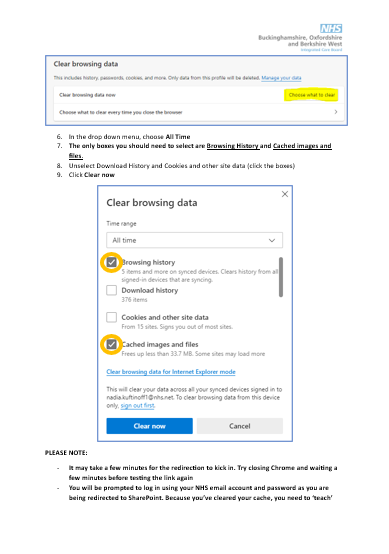 NHS
Buckinghamshire, Oxfordshire
and Berkshire West
Integrated Care Board
Clear browsing data
This includes history, passwords, cookies, and more. Only data from this profile will be deleted. Manage your data
Clear browsing data now
Choose what to clear
Choose what to clear every time you close the browser
6. In the drop down menu, choose All Time
7. The only boxes you should need to select are Browsing History and Cached images and
files.
8. Unselect Download History and Cookies and other site data (click the boxes)
9. Click Clear now
Clear browsing data
Time range
All time
Browsing history
5 items and more on synced devices. Clears history from all
signed-in devices that are syncing.
Download history
376 items
Cookies and other site data
From 15 sites. Signs you out of most sites.
Cached images and files
Frees up less than 33.7 MB. Some sites may load more
Clear browsing data for Internet Explorer mode
This will clear your data across all your synced devices signed in to
nadia.kuftinoff1@nhs.net. To clear browsing data from this device
only, sign out first.
Clear now
Cancel
PLEASE NOTE:
- It may take a few minutes for the redirection to kick in. Try closing Chrome and waiting a
few minutes before testing the link again
- You will be prompted to log in using your NHS email account and password as you are
being redirected to SharePoint. Because you've cleared your cache, you need to 'teach'